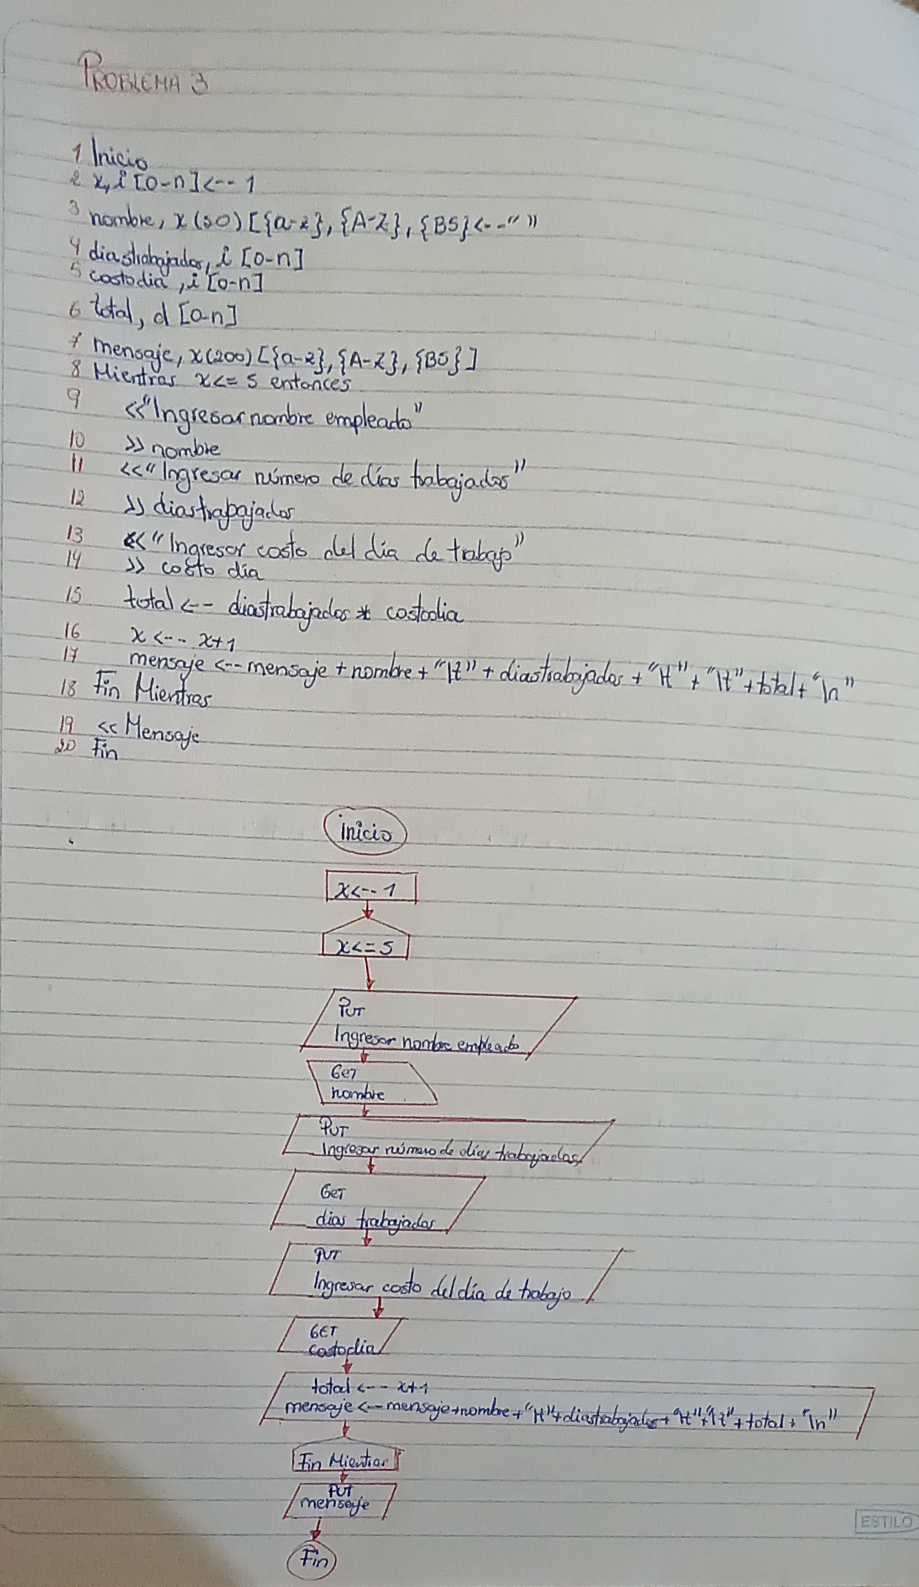 PROBLEMA 3
1 Inicio
2 x, i [0-n] <-- 1
3 nombre, x(50) [{a-z}, {A-Z}, {BS} <-- " "
4 diastrabajados, i [0-n]
5 costodia, i [0-n]
6 total, d [0-n]
7 mensaje, x(200) [{a-z}, {A-Z}, {BS}]
8 Mientras x <= 5 entonces
9 <<"Ingresar nombre empleado"
10 >> nombre
11 <<"Ingresar número de días trabajados"
12 >> diastrabajados
13 <<"Ingresar costo del día de trabajo"
14 >> costo dia
15 total <-- diastrabajados * costodia
16 x <-- x+1
17 mensaje <-- mensaje + nombre + "\t" + diastrabajados + "\t" + "\t" + total + "\n"
18 Fin Mientras
19 << Mensaje
20 Fin
inicio
x <-- 1
x <= 5
PUT
Ingresar nombre empleado
GET
nombre
PUT
Ingresar número de días trabajados
GET
dias trabajados
PUT
Ingresar costo del día de trabajo
GET
costodia
total <-- x+1
mensaje <-- mensaje+nombre+"\t"+diastrabajados+"\t"+"\t"+total+"\n"
Fin Mientras
PUT
mensaje
Fin
ESTILO